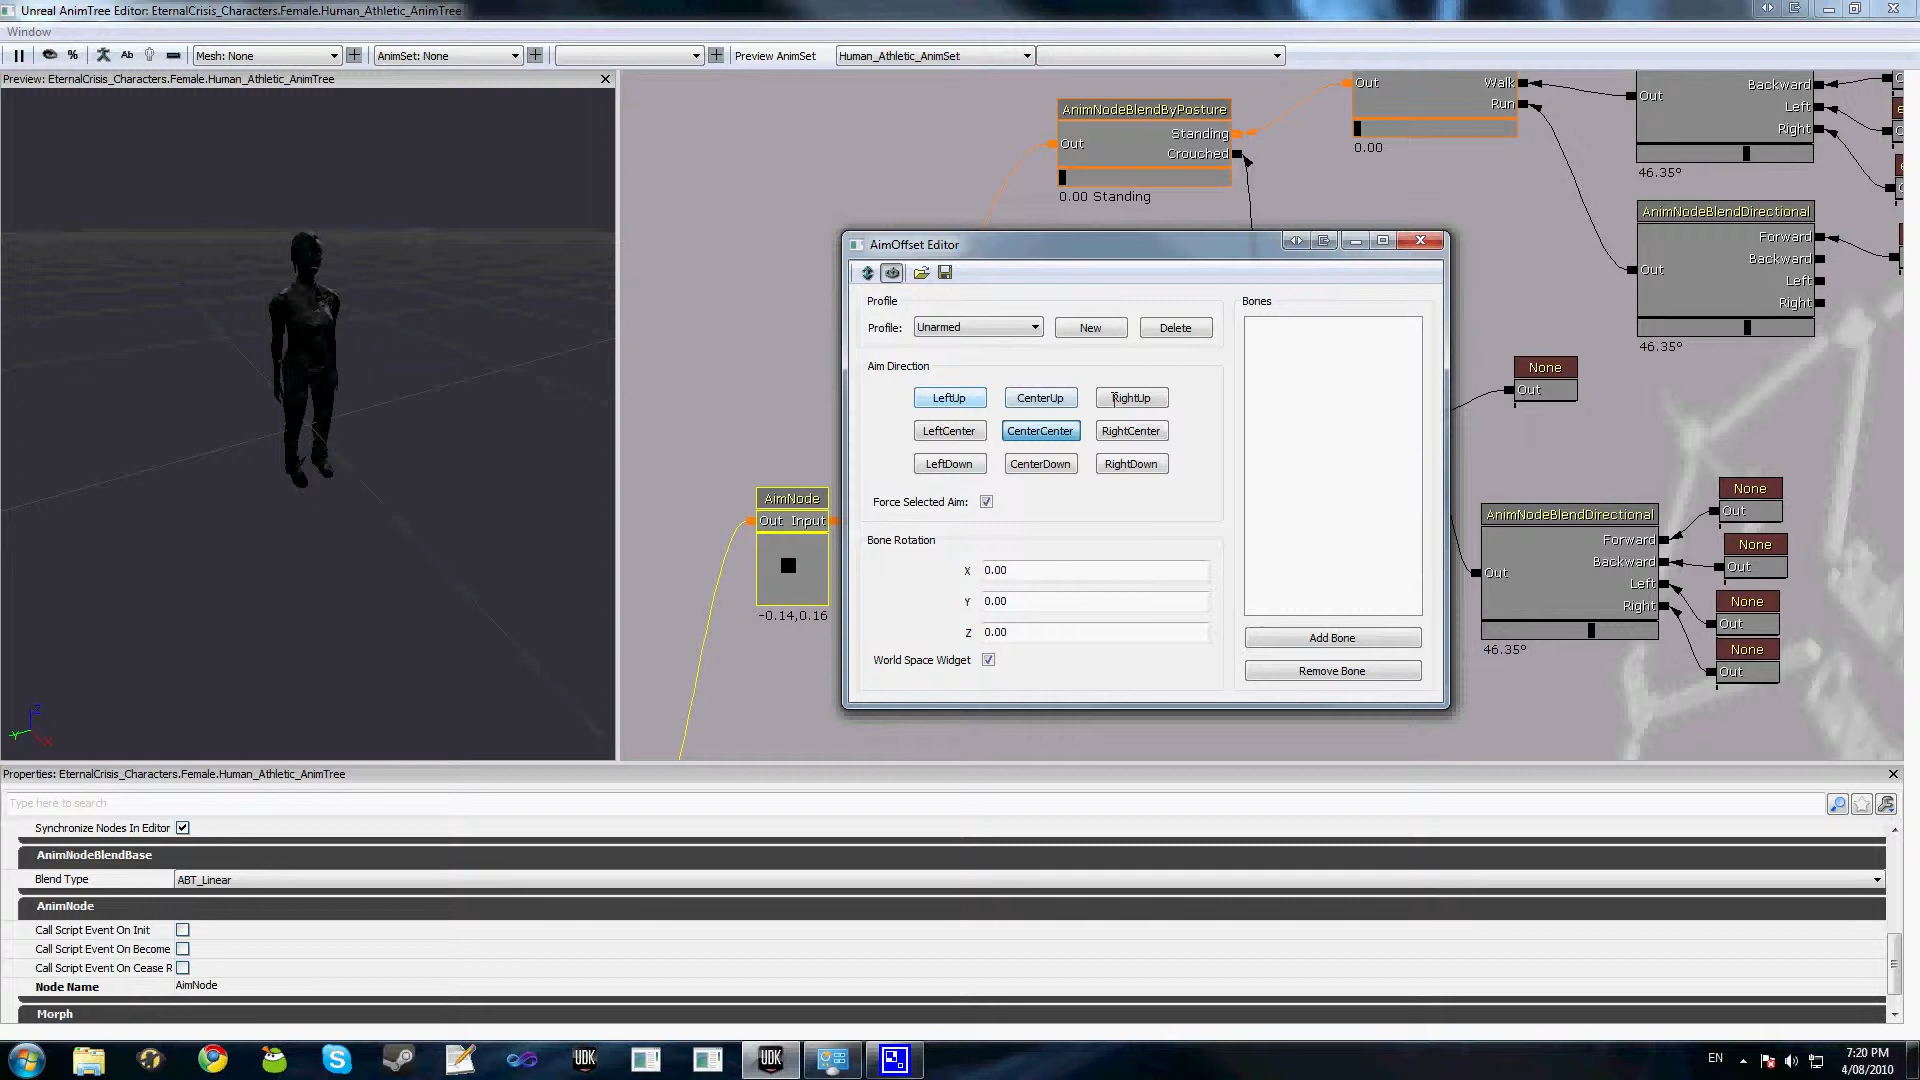 Unreal AnimTree Editor: EternalCrisis_Characters.Female.Human_Athletic_AnimTree
Window
%
Ab
Mesh: None
AnimSet: None
Preview AnimSet
Human_Athletic_AnimSet
Preview: EternalCrisis_Characters.Female.Human_Athletic_AnimTree
Out
Walk
Run
0.00
Out
Backward
Left
Right
46.35°
AnimNodeBlendByPosture
Out
Standing
Crouched
0.00 Standing
AnimNodeBlendDirectional
Forward
Backward
Left
Right
Out
46.35°
None
Out
AimNode
Out Input
-0.14,0.16
AnimNodeBlendDirectional
Forward
Backward
Left
Right
Out
46.35°
None
Out
None
Out
None
Out
None
Out
AimOffset Editor
Profile
Profile:
Unarmed
New
Delete
Aim Direction
LeftUp
CenterUp
RightUp
LeftCenter
CenterCenter
RightCenter
LeftDown
CenterDown
RightDown
Force Selected Aim:
Bone Rotation
X 0.00
Y 0.00
Z 0.00
World Space Widget
Bones
Add Bone
Remove Bone
Z
Y
X
Properties: EternalCrisis_Characters.Female.Human_Athletic_AnimTree
Type here to search
Synchronize Nodes In Editor
AnimNodeBlendBase
Blend Type ABT_Linear
AnimNode
Call Script Event On Init
Call Script Event On Become
Call Script Event On Cease R
Node Name AimNode
Morph
UDK
UDK
EN
7:20 PM
4/08/2010